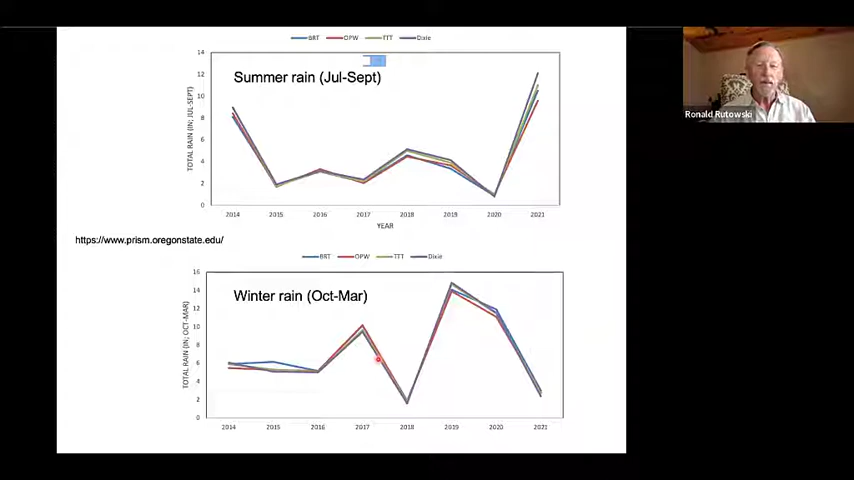 BRT OPW TTT Dixie
Summer rain (Jul-Sept)
TOTAL RAIN (IN; JUL-SEPT)
14
12
10
8
6
4
2
0
2014 2015 2016 2017 2018 2019 2020 2021
YEAR
Ronald Rutowski
https://www.prism.oregonstate.edu/
BRT OPW TTT Dixie
Winter rain (Oct-Mar)
TOTAL RAIN (IN; OCT-MAR)
16
14
12
10
8
6
4
2
0
2014 2015 2016 2017 2018 2019 2020 2021